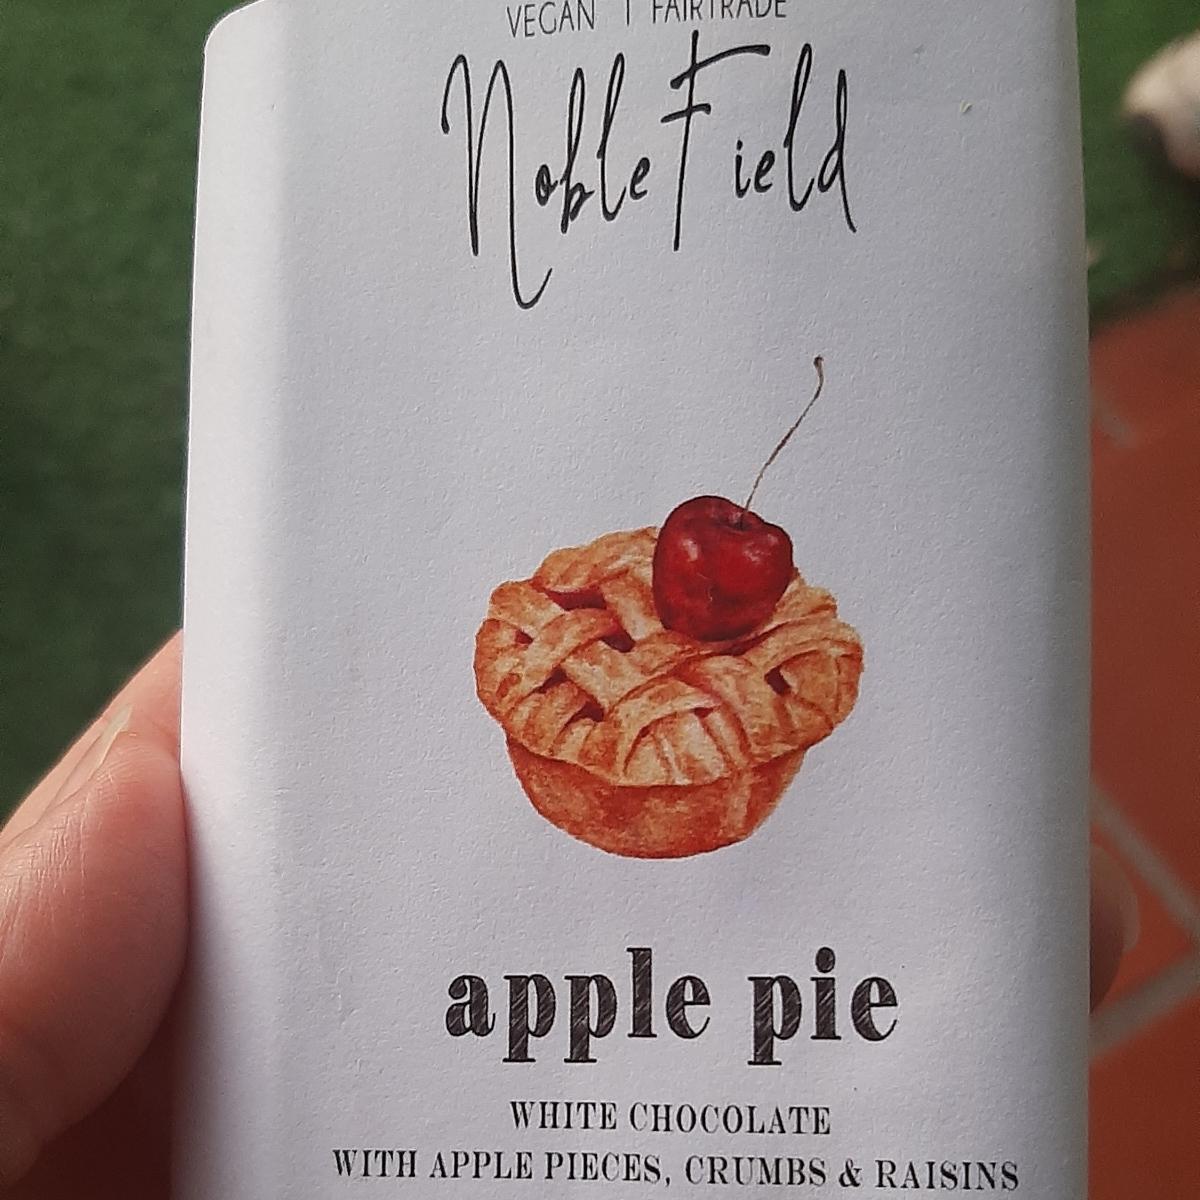 VEGAN | FAIRTRADE
Noble Field
apple pie
WHITE CHOCOLATE
WITH APPLE PIECES, CRUMBS & RAISINS